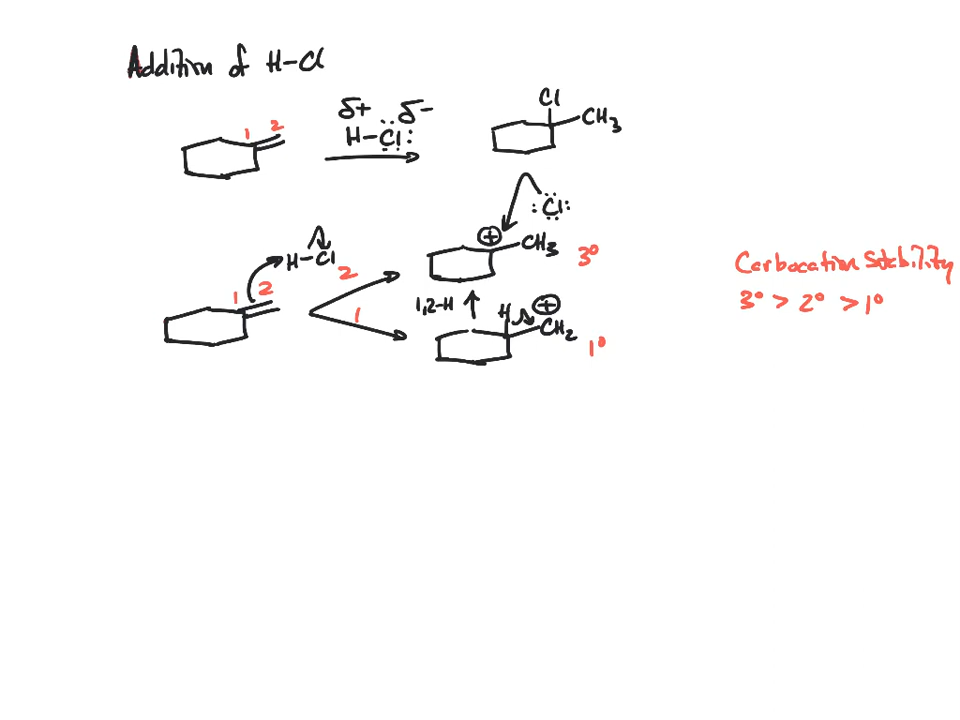 Addition of H-Cl
Cl
CH3
δ+ δ-
H-Cl:
1 2
:Cl:
⊕
CH3
3°
H-Cl
2
1 2
1
1,2-H
H
⊕
CH2
1°
Carbocation Stability
3° > 2° > 1°